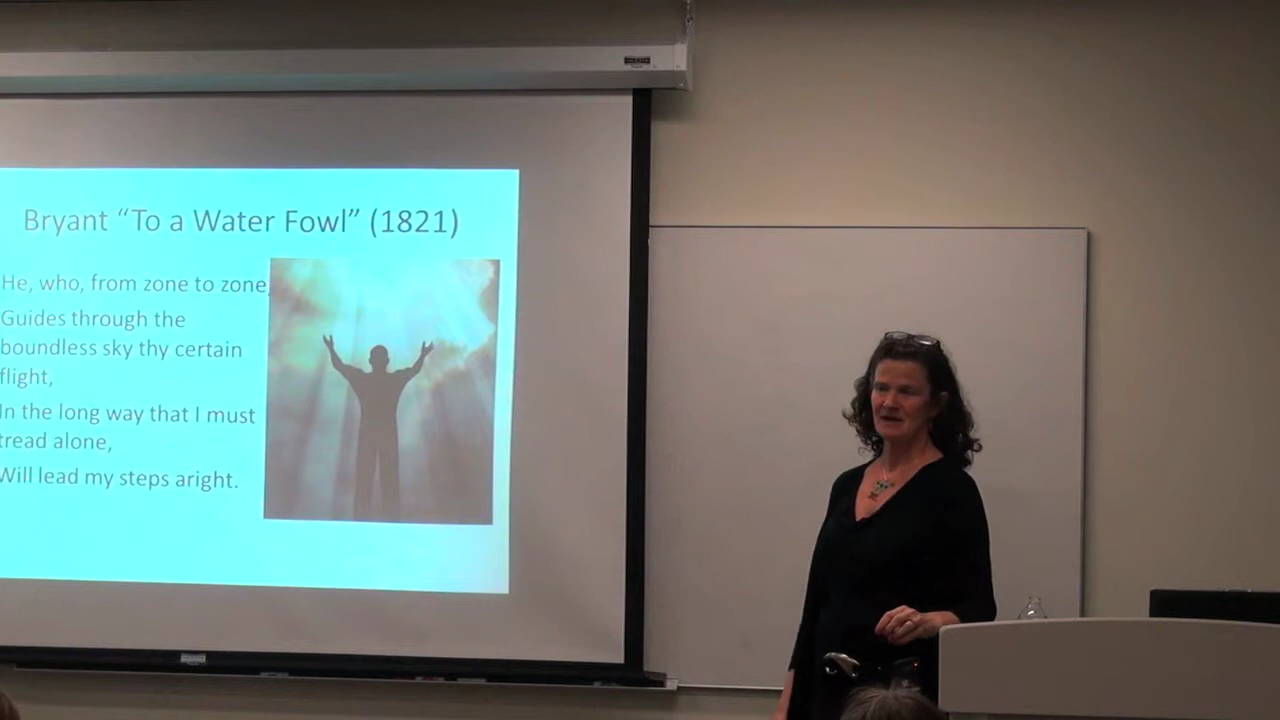 Bryant “To a Water Fowl” (1821)
He, who, from zone to zone,
Guides through the
boundless sky thy certain
flight,
In the long way that I must
tread alone,
Will lead my steps aright.